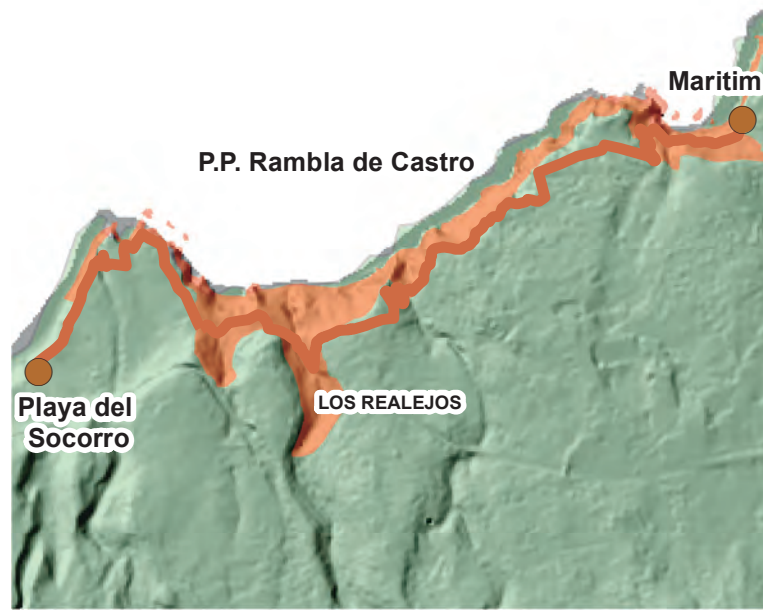 Maritim
P.P. Rambla de Castro
LOS REALEJOS
Playa del
Socorro